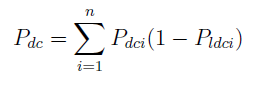 $P_{dc} = \sum_{i=1}^{n} P_{dci}(1 - P_{ldci})$